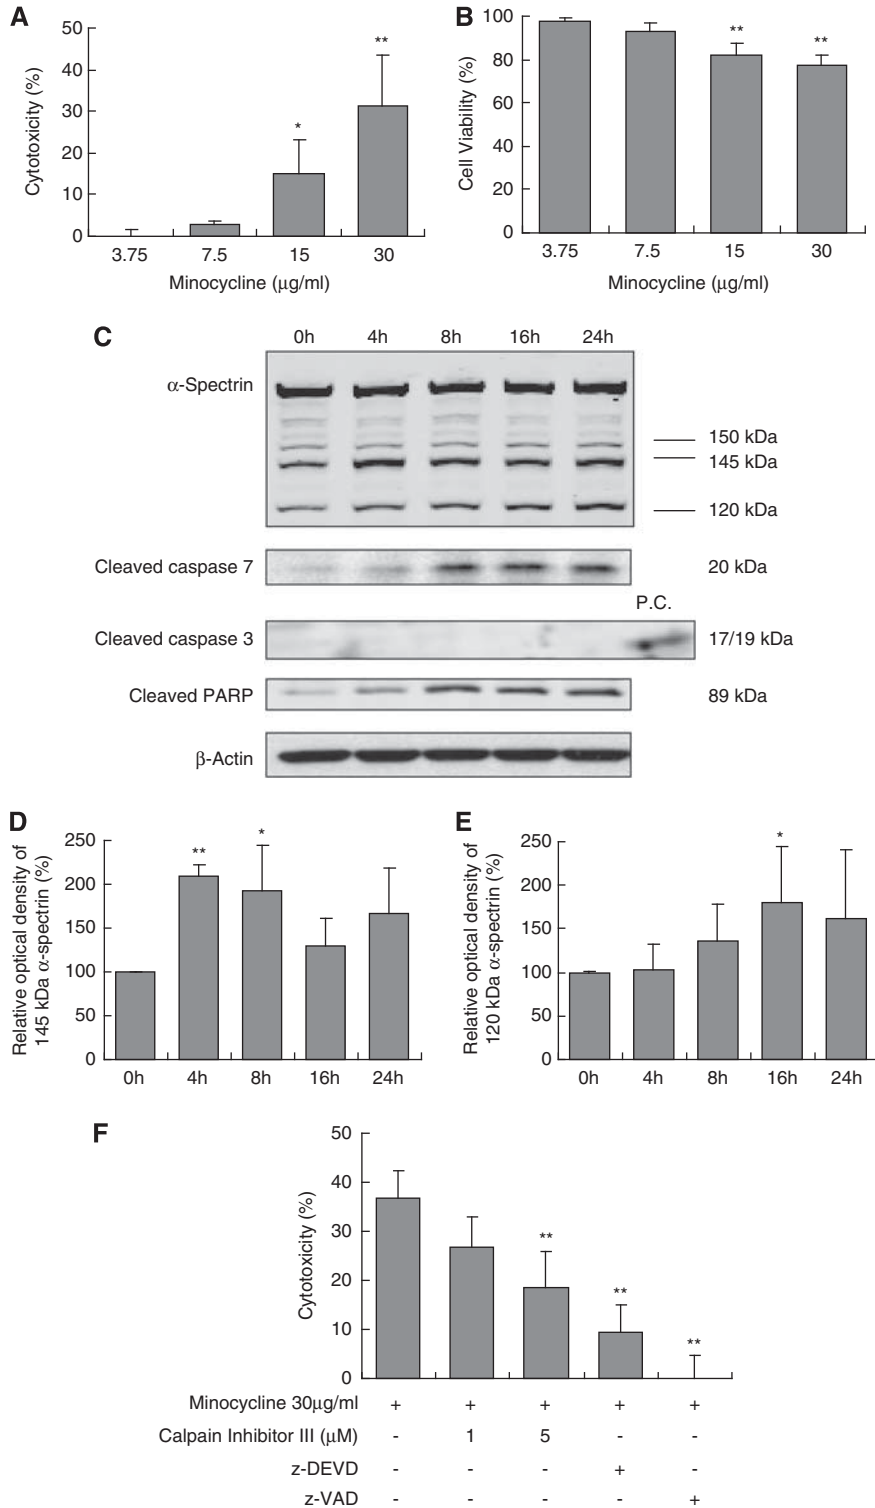 A
Cytotoxicity (%)
50
40
30
20
10
0
*
**
3.75 7.5 15 30
Minocycline (μg/ml)
B
Cell Viability (%)
100
80
60
40
20
0
** **
3.75 7.5 15 30
Minocycline (μg/ml)
C
0h 4h 8h 16h 24h
α-Spectrin
150 kDa
145 kDa
120 kDa
Cleaved caspase 7 20 kDa
P.C.
Cleaved caspase 3 17/19 kDa
Cleaved PARP 89 kDa
β-Actin
D
Relative optical density of
145 kDa α-spectrin (%)
250
200
150
100
50
0
** *
0h 4h 8h 16h 24h
E
Relative optical density of
120 kDa α-spectrin (%)
250
200
150
100
50
0
*
0h 4h 8h 16h 24h
F
Cytotoxicity (%)
50
40
30
20
10
0
**
**
**
Minocycline 30μg/ml + + + + +
Calpain Inhibitor III (μM) - 1 5 - -
z-DEVD - - - + -
z-VAD - - - - +